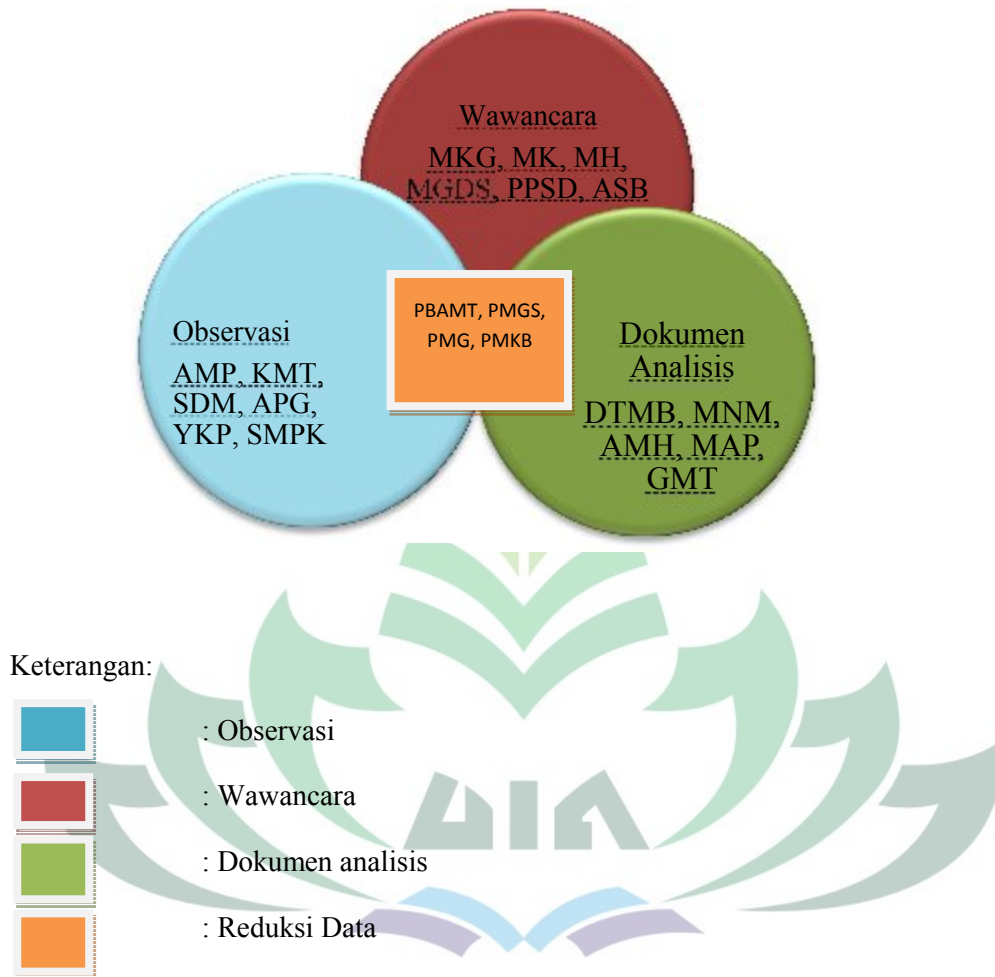 Wawancara
MKG, MK, MH,
MGDS, PPSD, ASB
PBAMT, PMGS,
PMG, PMKB
Observasi
AMP, KMT,
SDM, APG,
YKP, SMPK
Dokumen
Analisis
DTMB, MNM,
AMH, MAP,
GMT
Keterangan:
: Observasi
: Wawancara
: Dokumen analisis
: Reduksi Data
UIN